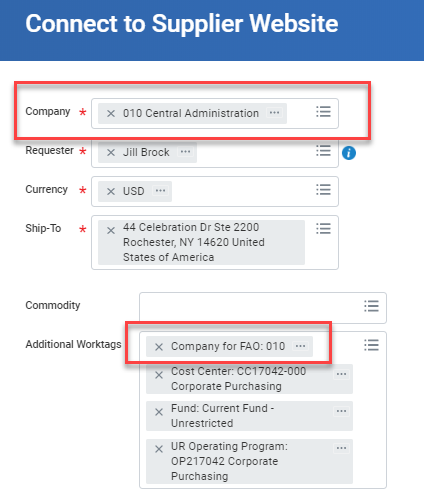 Connect to Supplier Website
Company * × 010 Central Administration ...
Requester * × Jill Brock ... i
Currency * × USD ...
Ship-To * × 44 Celebration Dr Ste 2200
Rochester, NY 14620 United
States of America
Commodity
Additional Worktags × Company for FAO: 010 ...
× Cost Center: CC17042-000 ...
Corporate Purchasing
× Fund: Current Fund - ...
Unrestricted
× UR Operating Program: ...
OP217042 Corporate
Purchasing